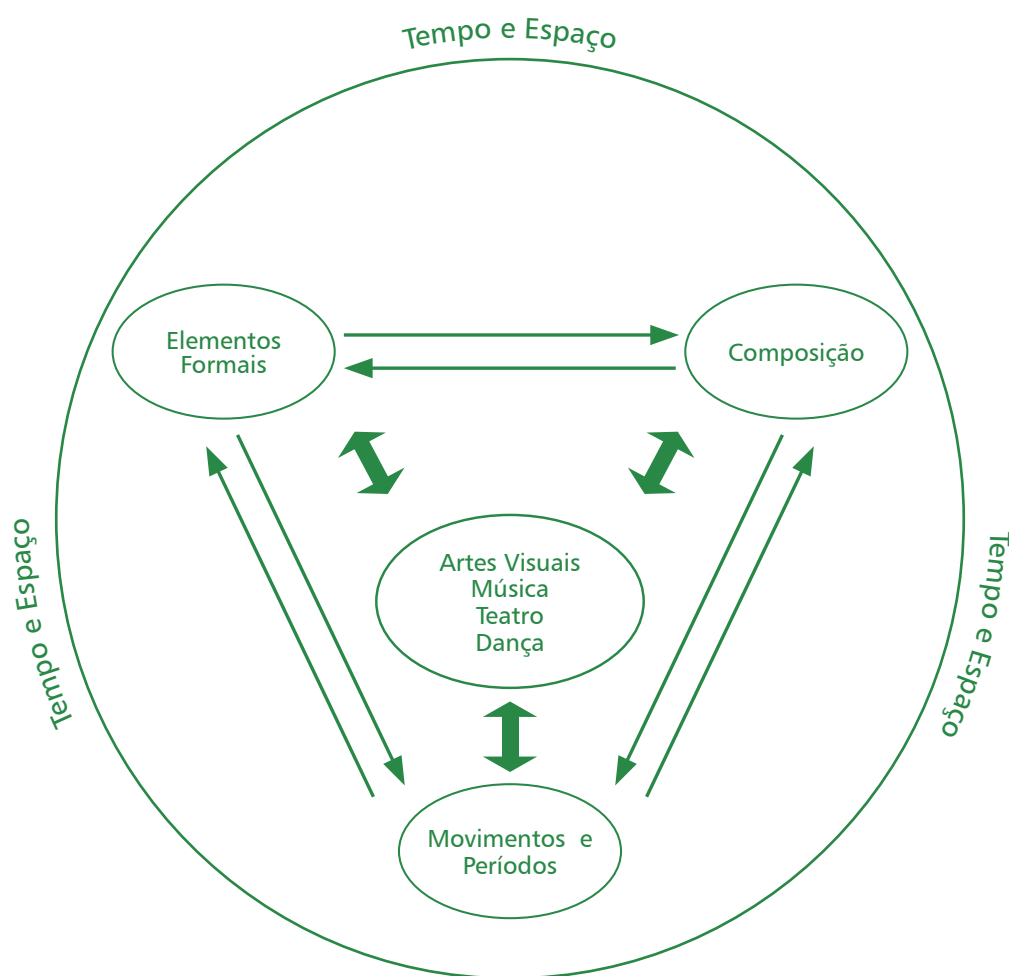 Tempo e Espaço
Elementos
Formais
Composição
Tempo e Espaço
Artes Visuais
Música
Teatro
Dança
Tempo e Espaço
Movimentos e
Períodos